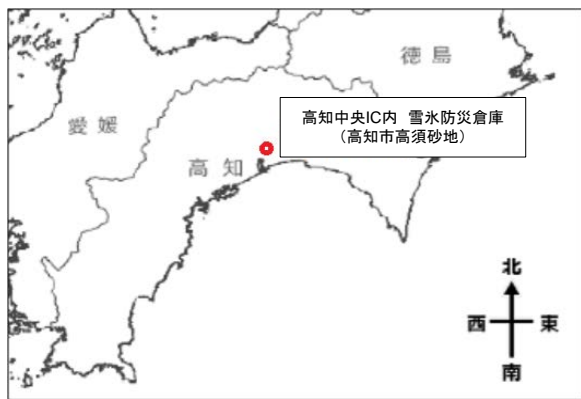 徳島
高知中央IC内 雪氷防災倉庫
（高知市高須砂地）
愛媛
高知
北
西 東
南